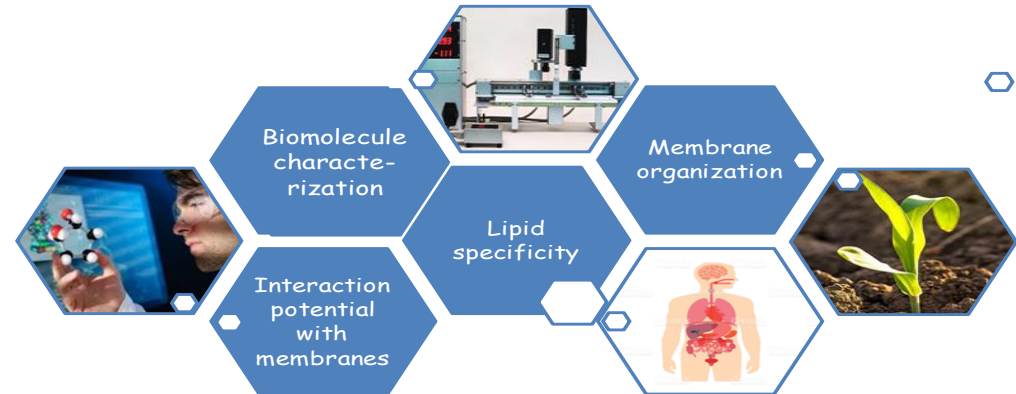 Biomolecule
characte-
rization
Membrane
organization
Lipid
specificity
Interaction
potential
with
membranes